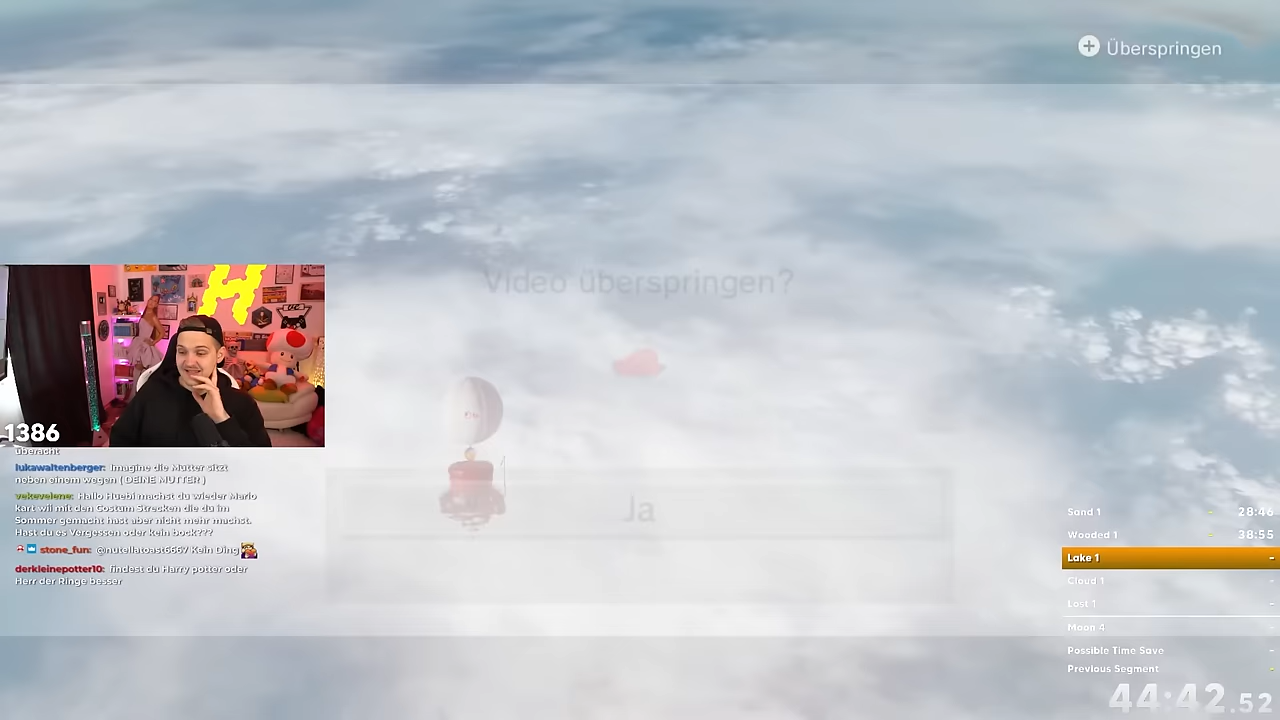 Überspringen
Video überspringen?
Ja
1386
überacht
lukawaltenberger: Imagine die Mutter sitzt
neben einem wegen ( DEINE MUTTER )
vekevelene: Hallo Huebi machst du wieder Mario
kart wii mit den Costum Strecken die du im
Sommer gemacht hast aber nicht mehr machst.
Hast du es Vergessen oder kein bock???
stone_fun: @nutellatoast6667 Kein Ding
derkleinepotter10: findest du Harry potter oder
Herr der Ringe besser
Sand 1 - 28:46
Wooded 1 - 38:55
Lake 1 -
Cloud 1 -
Lost 1 -
Moon 4 -
Possible Time Save -
Previous Segment -
44:42.52